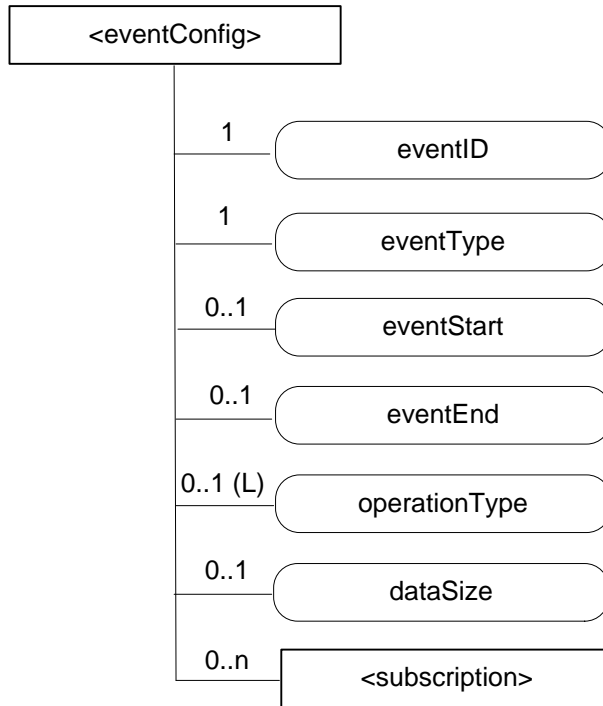 <eventConfig>
1
eventID
1
eventType
0..1
eventStart
0..1
eventEnd
0..1 (L)
operationType
0..1
dataSize
0..n
<subscription>